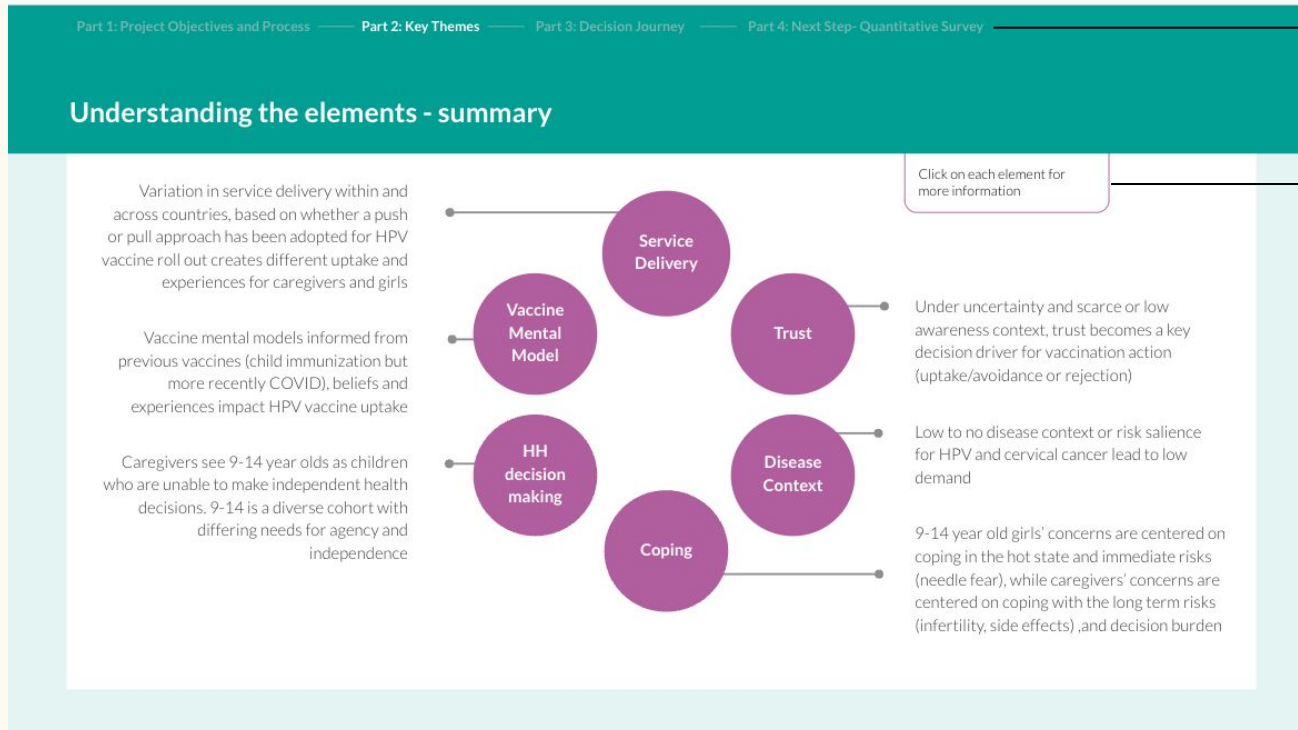 Part 1: Project Objectives and Process
Part 2: Key Themes
Part 3: Decision Journey
Part 4: Next Step- Quantitative Survey
Understanding the elements - summary
Click on each element for
more information
Variation in service delivery within and
across countries, based on whether a push
or pull approach has been adopted for HPV
vaccine roll out creates different uptake and
experiences for caregivers and girls
Vaccine mental models informed from
previous vaccines (child immunization but
more recently COVID), beliefs and
experiences impact HPV vaccine uptake
Caregivers see 9-14 year olds as children
who are unable to make independent health
decisions. 9-14 is a diverse cohort with
differing needs for agency and
independence
Service
Delivery
Vaccine
Mental
Model
Trust
HH
decision
making
Disease
Context
Coping
Under uncertainty and scarce or low
awareness context, trust becomes a key
decision driver for vaccination action
(uptake/avoidance or rejection)
Low to no disease context or risk salience
for HPV and cervical cancer lead to low
demand
9-14 year old girls' concerns are centered on
coping in the hot state and immediate risks
(needle fear), while caregivers' concerns are
centered on coping with the long term risks
(infertility, side effects) ,and decision burden